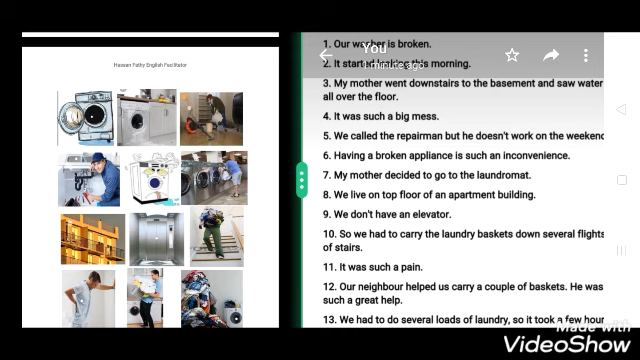 Hassan Fathy English Facilitator
1. Our washer is broken.
You
1 minute ago
2. It started leaking this morning.
3. My mother went downstairs to the basement and saw water
all over the floor.
4. It was such a big mess.
5. We called the repairman but he doesn't work on the weekend
6. Having a broken appliance is such an inconvenience.
7. My mother decided to go to the laundromat.
8. We live on top floor of an apartment building.
9. We don't have an elevator.
10. So we had to carry the laundry baskets down several flights
of stairs.
11. It was such a pain.
12. Our neighbour helped us carry a couple of baskets. He was
such a great help.
13. We had to do several loads of laundry, so it took a few hour
Made with
VideoShow